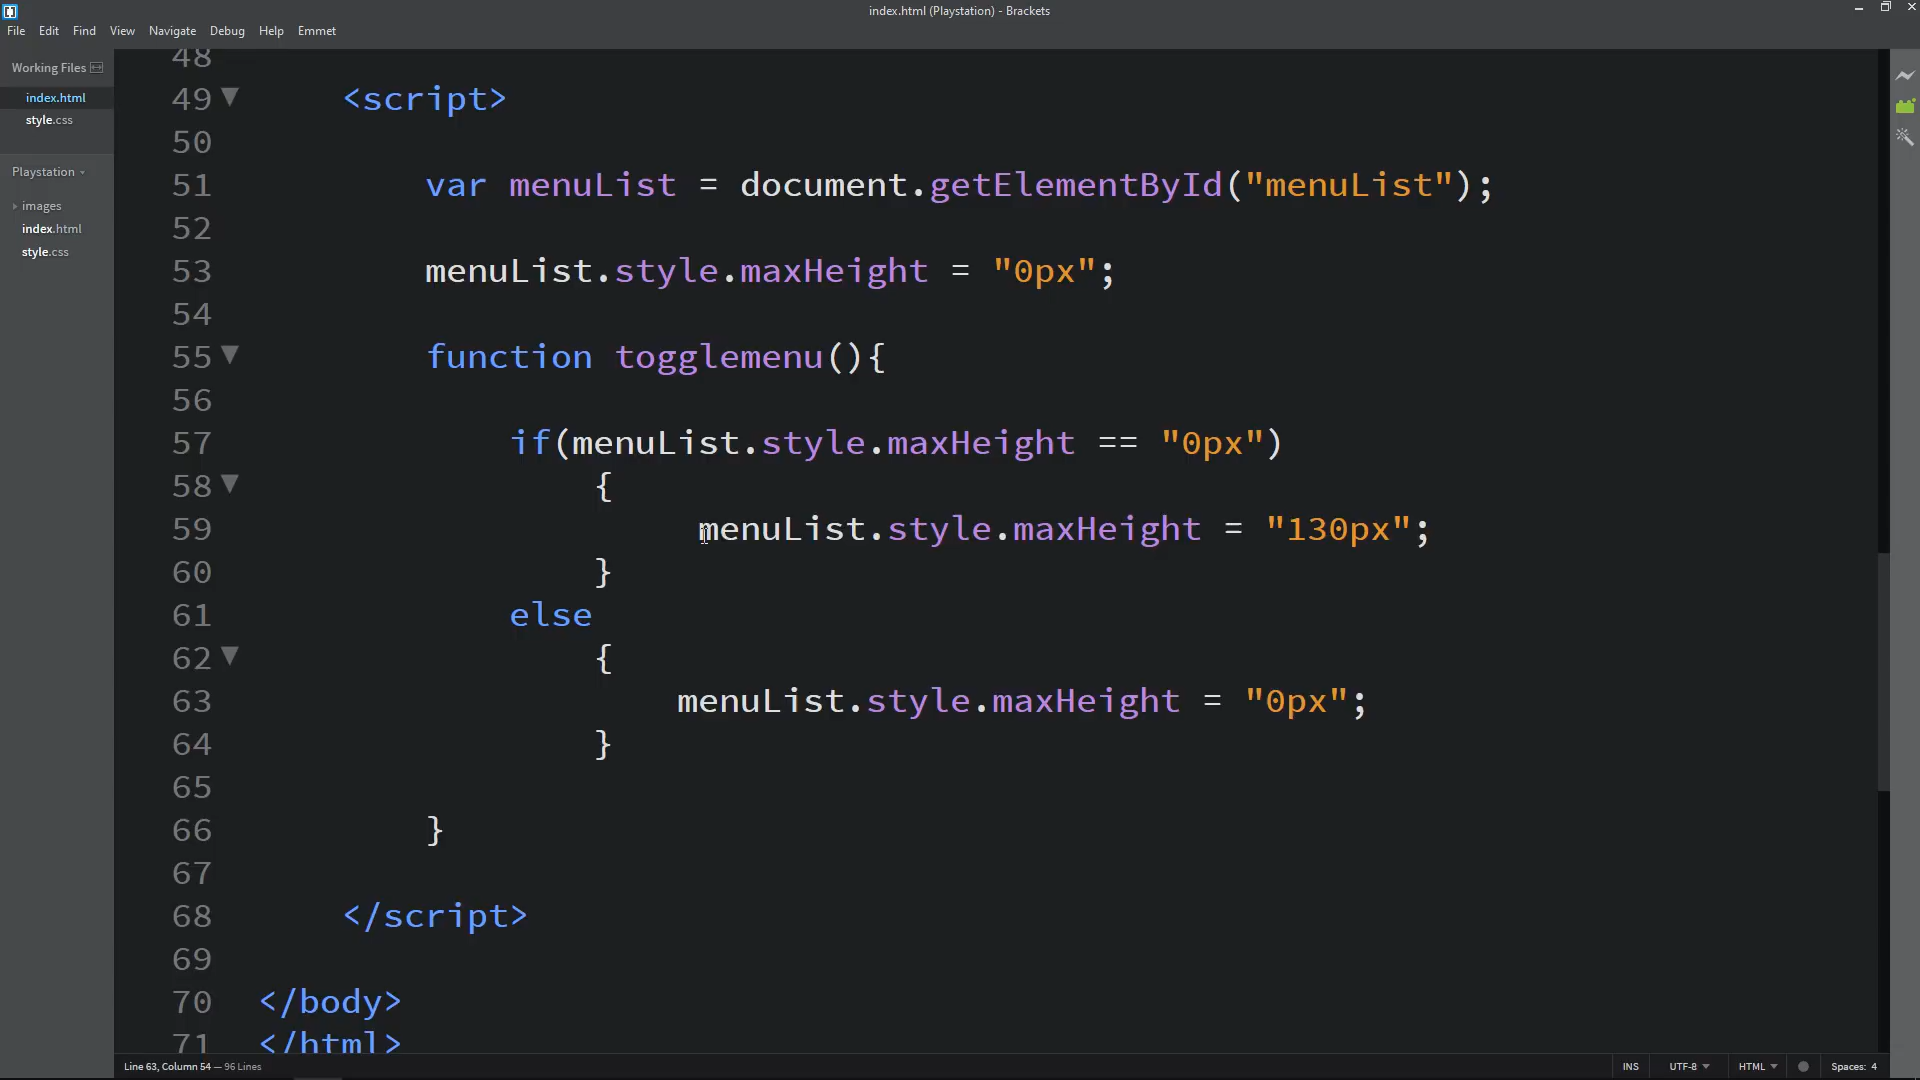 index.html (Playstation) - Brackets
File Edit Find View Navigate Debug Help Emmet
Working Files
index.html
style.css
Playstation
images
index.html
style.css
48
49 <script>
50
51 var menuList = document.getElementById("menuList");
52
53 menuList.style.maxHeight = "0px";
54
55 function togglemenu(){
56
57 if(menuList.style.maxHeight == "0px")
58 {
59 menuList.style.maxHeight = "130px";
60 }
61 else
62 {
63 menuList.style.maxHeight = "0px";
64 }
65
66 }
67
68 </script>
69
70 </body>
71 </html>
Line 63, Column 54 — 96 Lines
INS UTF-8 HTML Spaces: 4